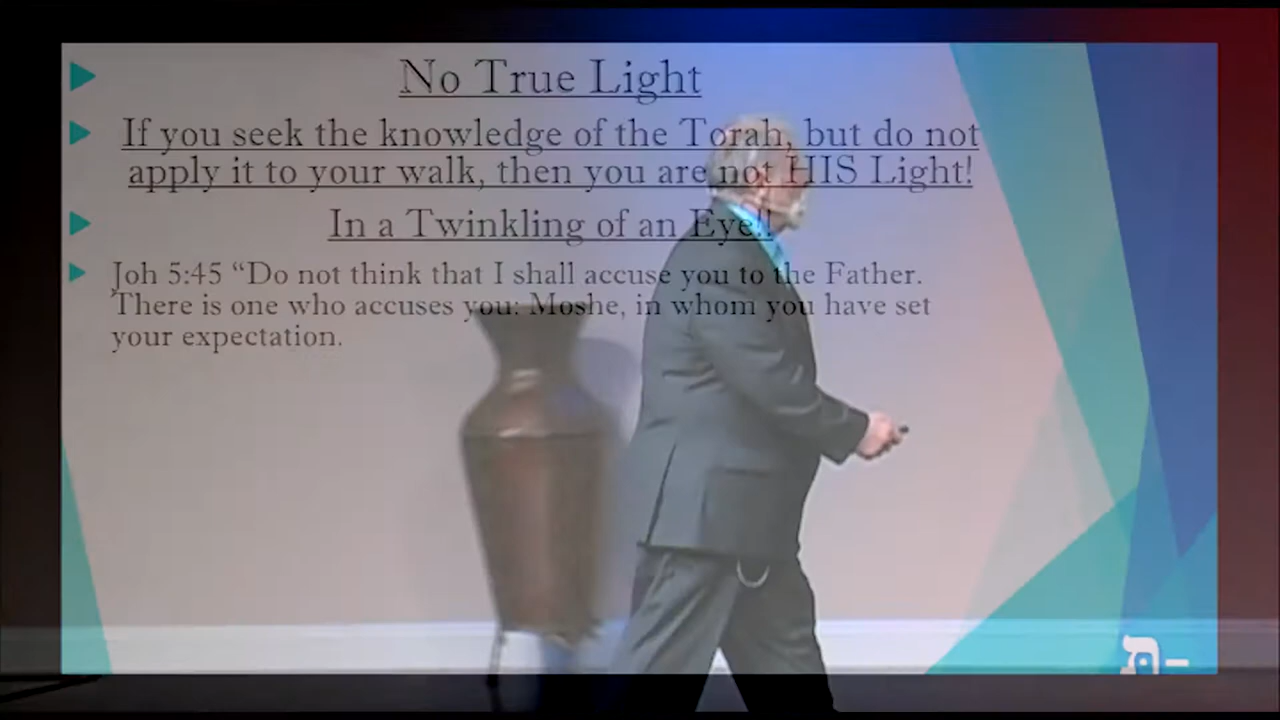 No True Light
If you seek the knowledge of the Torah, but do not
apply it to your walk, then you are not HIS Light!
In a Twinkling of an Eye!!
Joh 5:45 “Do not think that I shall accuse you to the Father.
There is one who accuses you: Moshe, in whom you have set
your expectation.